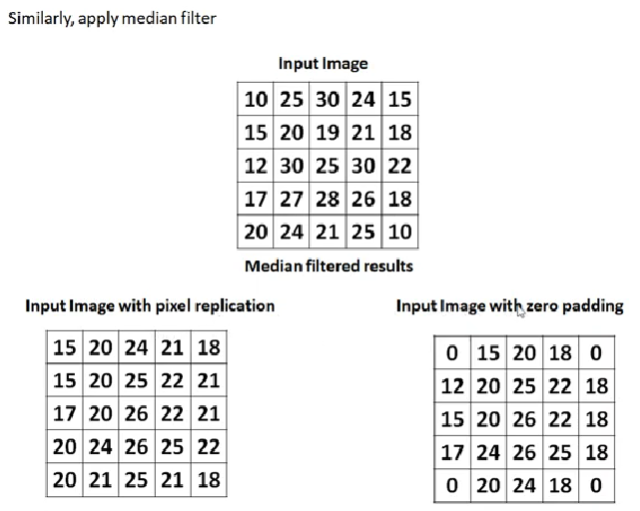 Similarly, apply median filter
Input Image
10 25 30 24 15
15 20 19 21 18
12 30 25 30 22
17 27 28 26 18
20 24 21 25 10
Median filtered results
Input Image with pixel replication
15 20 24 21 18
15 20 25 22 21
17 20 26 22 21
20 24 26 25 22
20 21 25 21 18
Input Image with zero padding
0 15 20 18 0
12 20 25 22 18
15 20 26 22 18
17 24 26 25 18
0 20 24 18 0